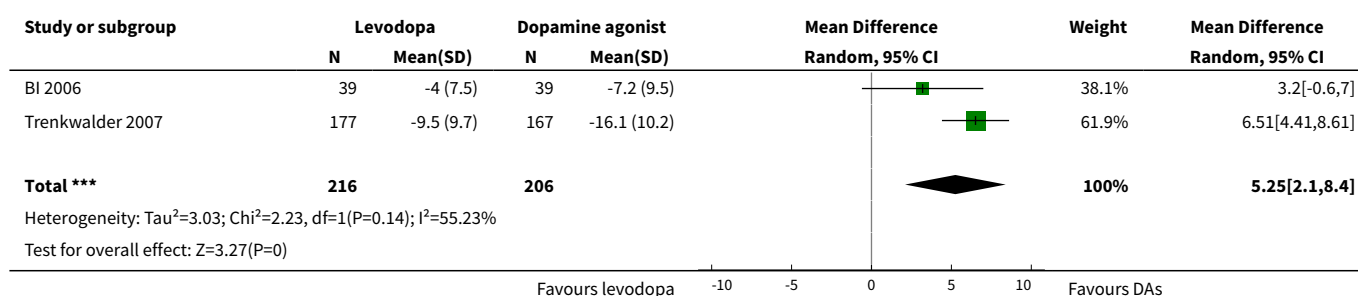 Study or subgroup Levodopa Dopamine agonist Mean Difference Weight Mean Difference
N Mean(SD) N Mean(SD) Random, 95% CI Random, 95% CI
BI 2006 39 -4 (7.5) 39 -7.2 (9.5) 38.1% 3.2[-0.6,7]
Trenkwalder 2007 177 -9.5 (9.7) 167 -16.1 (10.2) 61.9% 6.51[4.41,8.61]
Total *** 216 206 100% 5.25[2.1,8.4]
Heterogeneity: Tau²=3.03; Chi²=2.23, df=1(P=0.14); I²=55.23%
Test for overall effect: Z=3.27(P=0)
Favours levodopa -10 -5 0 5 10 Favours DAs